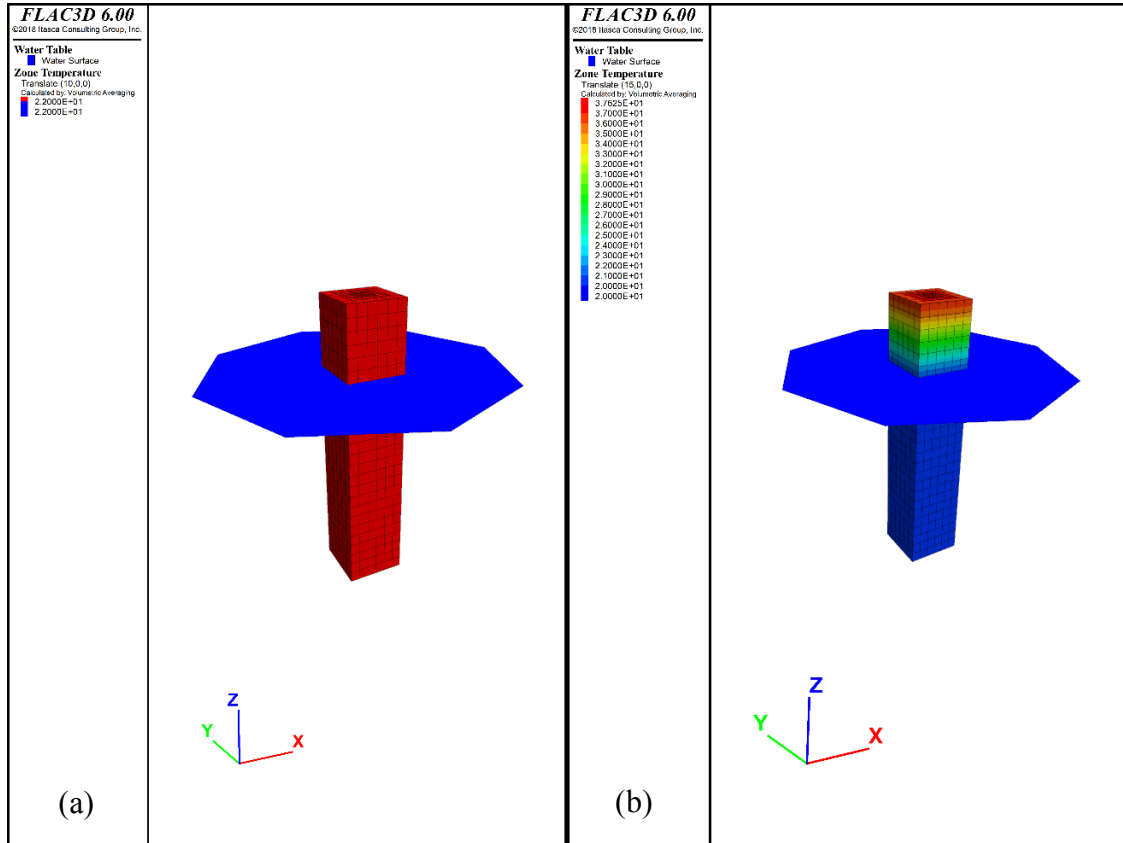 FLAC3D 6.00
©2018 Itasca Consulting Group, Inc.
Water Table
Water Surface
Zone Temperature
Translate (10,0,0)
Calculated by: Volumetric Averaging
2.2000E+01
2.2000E+01
Z
Y
X
(a)
FLAC3D 6.00
©2018 Itasca Consulting Group, Inc.
Water Table
Water Surface
Zone Temperature
Translate (15,0,0)
Calculated by: Volumetric Averaging
3.7625E+01
3.7000E+01
3.6000E+01
3.5000E+01
3.4000E+01
3.3000E+01
3.2000E+01
3.1000E+01
3.0000E+01
2.9000E+01
2.8000E+01
2.7000E+01
2.6000E+01
2.5000E+01
2.4000E+01
2.3000E+01
2.2000E+01
2.1000E+01
2.0000E+01
2.0000E+01
Z
Y
X
(b)